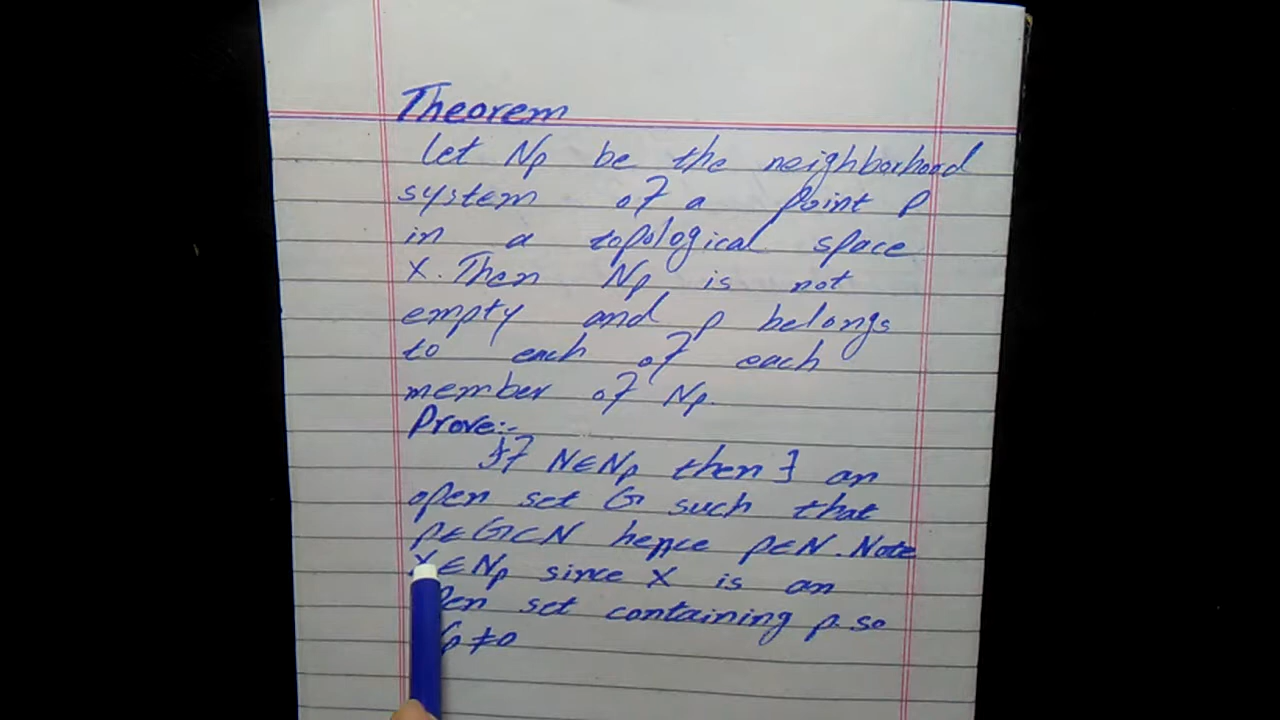 Theorem
Let Np be the neighborhood
system of a point p
in a topological space
X. Then Np is not
empty and p belongs
to each of each
member of Np.
Prove:-
If N∈Np then ∃ an
open set G such that
p∈G⊂N hence p∈N. Note
X∈Np since X is an
set containing p so
≠∅